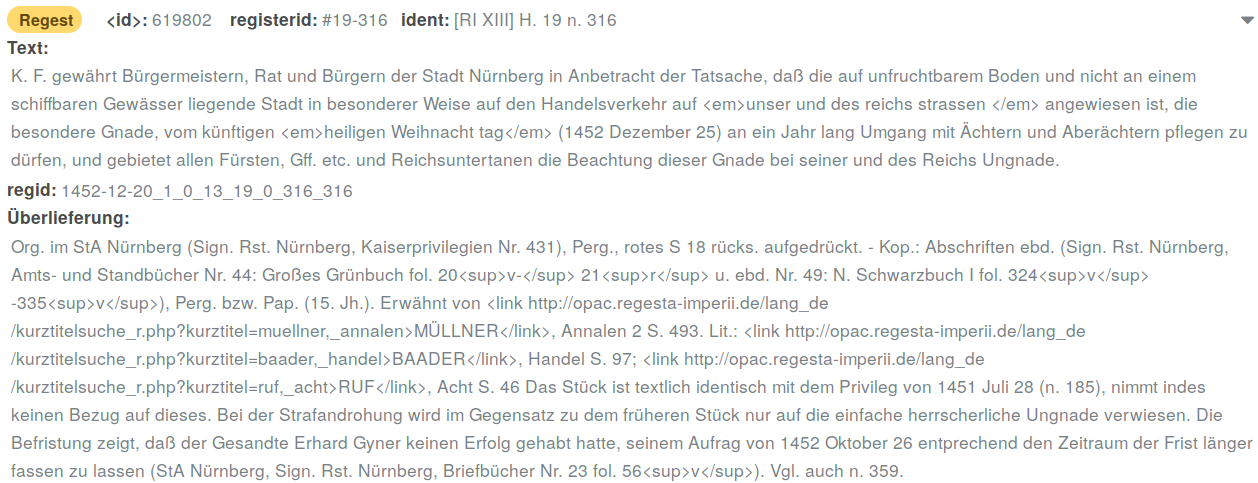 Regest <id>: 619802 registerid: #19-316 ident: [RI XIII] H. 19 n. 316
Text:
K. F. gewährt Bürgermeistern, Rat und Bürgern der Stadt Nürnberg in Anbetracht der Tatsache, daß die auf unfruchtbarem Boden und nicht an einem
schiffbaren Gewässer liegende Stadt in besonderer Weise auf den Handelsverkehr auf <em>unser und des reichs strassen </em> angewiesen ist, die
besondere Gnade, vom künftigen <em>heiligen Weihnacht tag</em> (1452 Dezember 25) an ein Jahr lang Umgang mit Ächtern und Aberächtern pflegen zu
dürfen, und gebietet allen Fürsten, Gff. etc. und Reichsuntertanen die Beachtung dieser Gnade bei seiner und des Reichs Ungnade.
regid: 1452-12-20_1_0_13_19_0_316_316
Überlieferung:
Org. im StA Nürnberg (Sign. Rst. Nürnberg, Kaiserprivilegien Nr. 431), Perg., rotes S 18 rücks. aufgedrückt. - Kop.: Abschriften ebd. (Sign. Rst. Nürnberg,
Amts- und Standbücher Nr. 44: Großes Grünbuch fol. 20<sup>v-</sup> 21<sup>r</sup> u. ebd. Nr. 49: N. Schwarzbuch I fol. 324<sup>v</sup>
-335<sup>v</sup>), Perg. bzw. Pap. (15. Jh.). Erwähnt von <link http://opac.regesta-imperii.de/lang_de
/kurztitelsuche_r.php?kurztitel=muellner,_annalen>MÜLLNER</link>, Annalen 2 S. 493. Lit.: <link http://opac.regesta-imperii.de/lang_de
/kurztitelsuche_r.php?kurztitel=baader,_handel>BAADER</link>, Handel S. 97; <link http://opac.regesta-imperii.de/lang_de
/kurztitelsuche_r.php?kurztitel=ruf,_acht>RUF</link>, Acht S. 46 Das Stück ist textlich identisch mit dem Privileg von 1451 Juli 28 (n. 185), nimmt indes
keinen Bezug auf dieses. Bei der Strafandrohung wird im Gegensatz zu dem früheren Stück nur auf die einfache herrscherliche Ungnade verwiesen. Die
Befristung zeigt, daß der Gesandte Erhard Gyner keinen Erfolg gehabt hatte, seinem Aufrag von 1452 Oktober 26 entprechend den Zeitraum der Frist länger
fassen zu lassen (StA Nürnberg, Sign. Rst. Nürnberg, Briefbücher Nr. 23 fol. 56<sup>v</sup>). Vgl. auch n. 359.